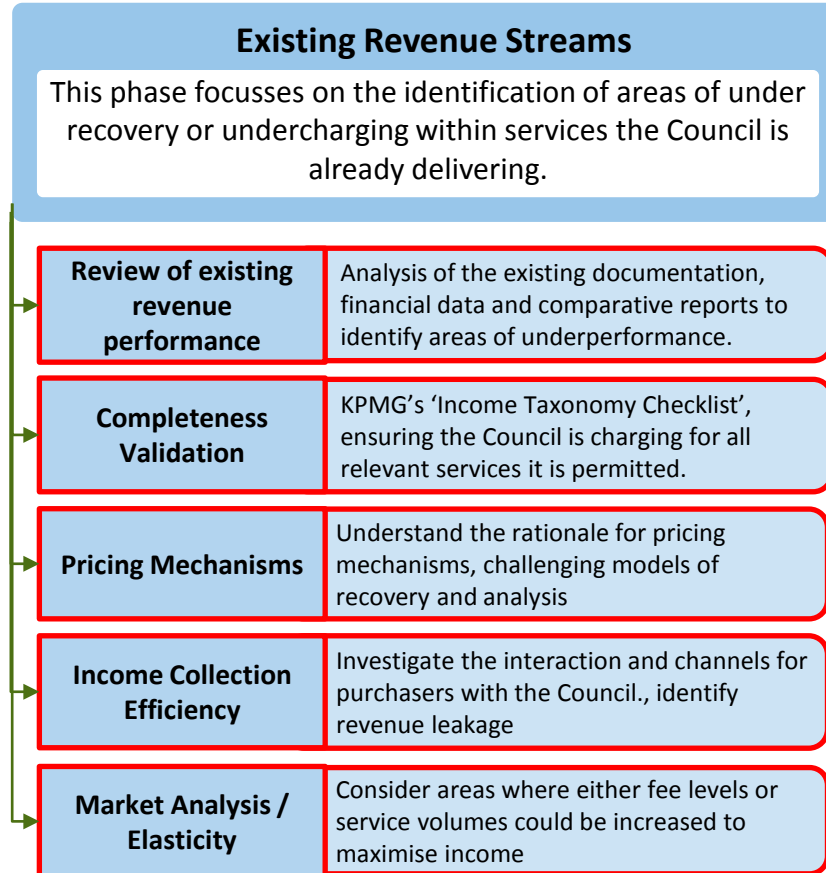 Existing Revenue Streams
This phase focusses on the identification of areas of under
recovery or undercharging within services the Council is
already delivering.
Review of existing
revenue
performance
Analysis of the existing documentation,
financial data and comparative reports to
identify areas of underperformance.
Completeness
Validation
KPMG’s ‘Income Taxonomy Checklist’,
ensuring the Council is charging for all
relevant services it is permitted.
Pricing Mechanisms
Understand the rationale for pricing
mechanisms, challenging models of
recovery and analysis
Income Collection
Efficiency
Investigate the interaction and channels for
purchasers with the Council., identify
revenue leakage
Market Analysis /
Elasticity
Consider areas where either fee levels or
service volumes could be increased to
maximise income